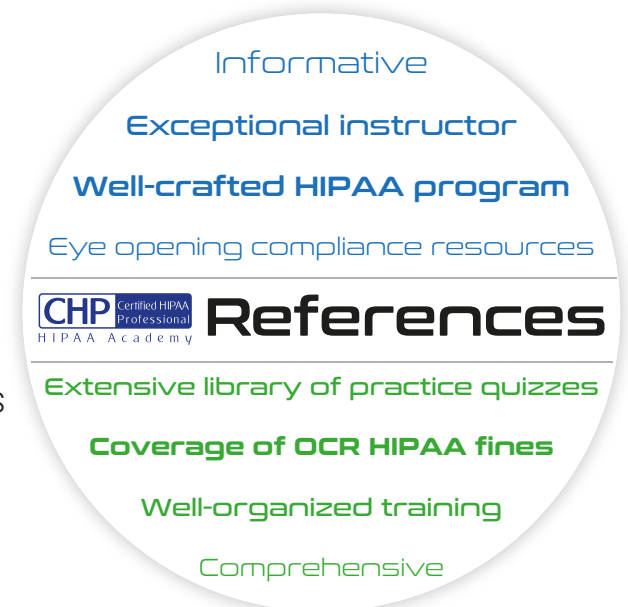 Informative
Exceptional instructor
Well-crafted HIPAA program
Eye opening compliance resources
CHP Certified HIPAA Professional
HIPAA Academy
References
Extensive library of practice quizzes
s
Coverage of OCR HIPAA fines
Well-organized training
Comprehensive